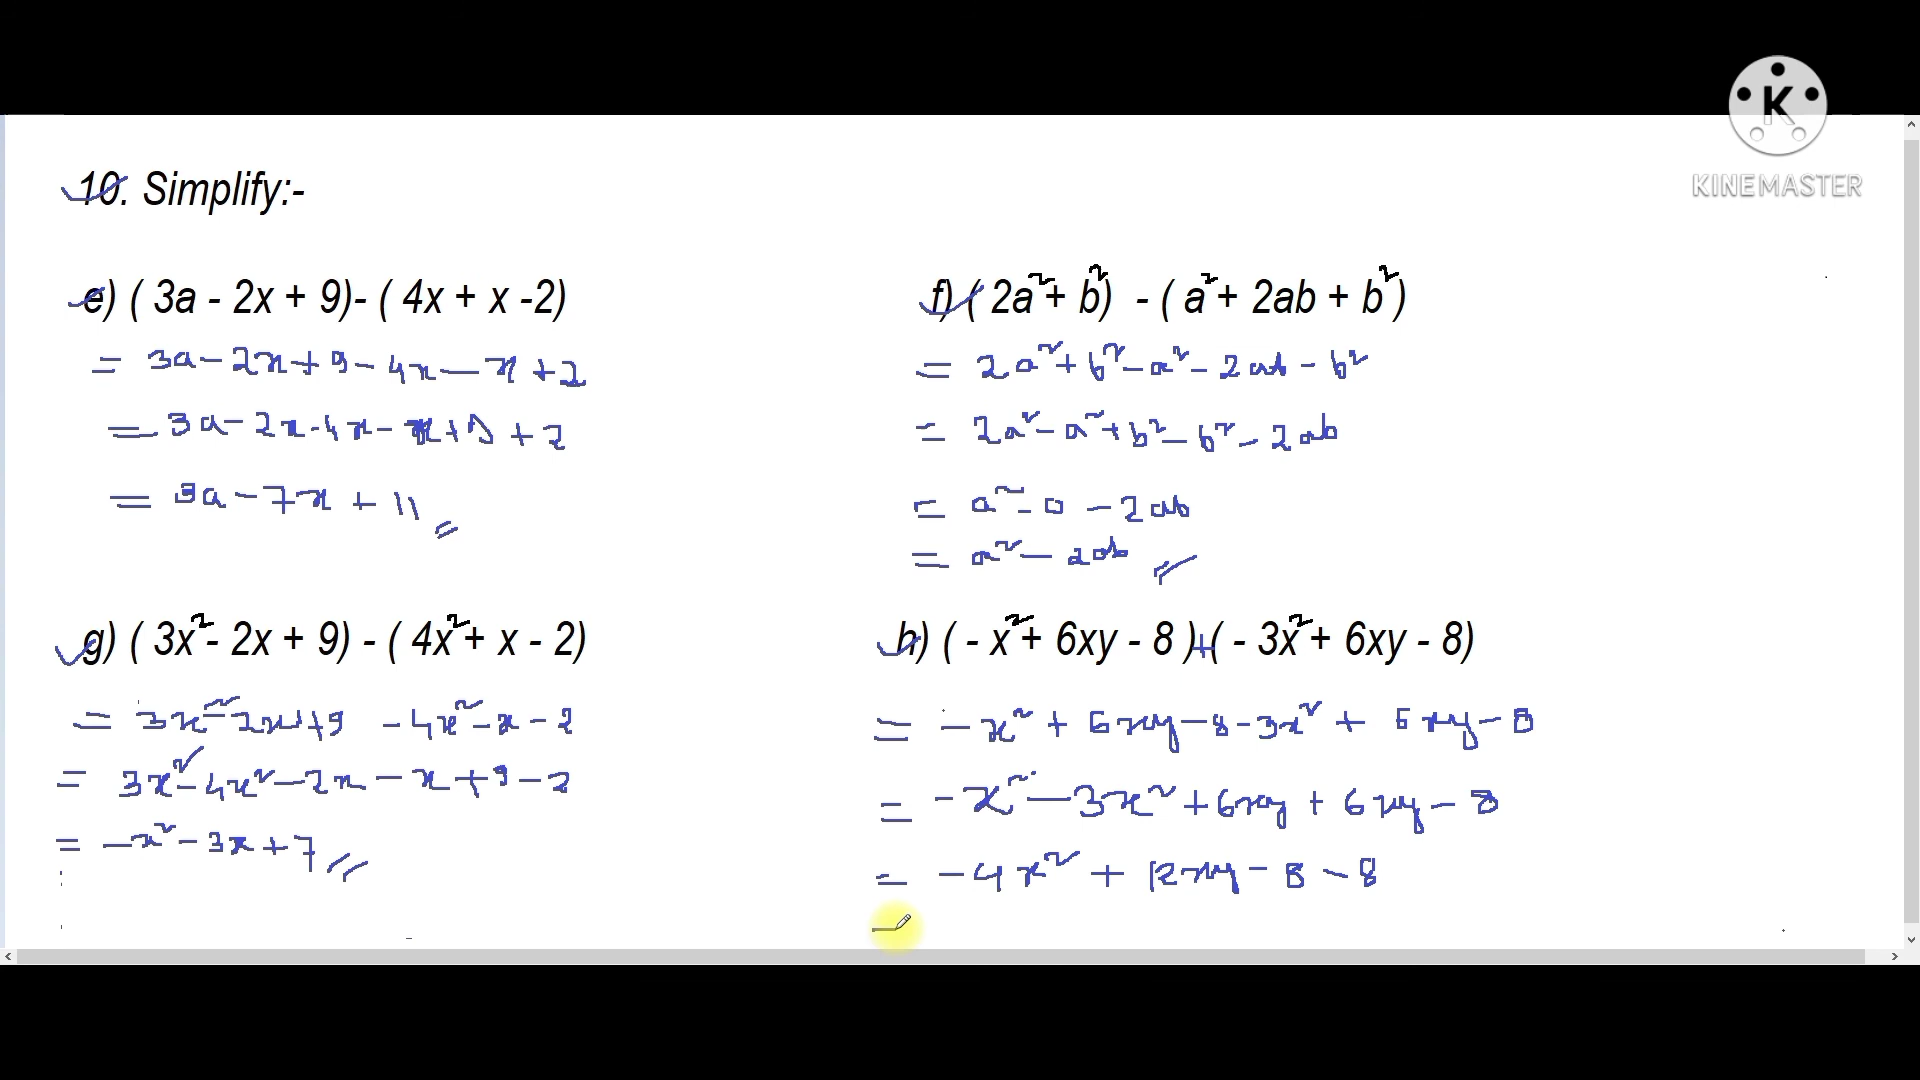 KINEMASTER
10. Simplify:-
e) ( 3a - 2x + 9)- ( 4x + x -2)
= 3a - 2x + 9 - 4x - x + 2
= 3a - 2x - 4x - x + 9 + 2
= 3a - 7x + 11
f) ( 2a² + b²) - ( a² + 2ab + b²)
= 2a² + b² - a² - 2ab - b²
= 2a² - a² + b² - b² - 2ab
= a² - 0 - 2ab
= a² - 2ab
g) ( 3x² - 2x + 9) - ( 4x² + x - 2)
= 3x² - 2x + 9 - 4x² - x - 2
= 3x² - 4x² - 2x - x + 9 - 2
= -x² - 3x + 7
h) ( - x² + 6xy - 8 ) + ( - 3x² + 6xy - 8)
= - x² + 6xy - 8 - 3x² + 6xy - 8
= - x² - 3x² + 6xy + 6xy - 8
= - 4x² + 12xy - 8 - 8